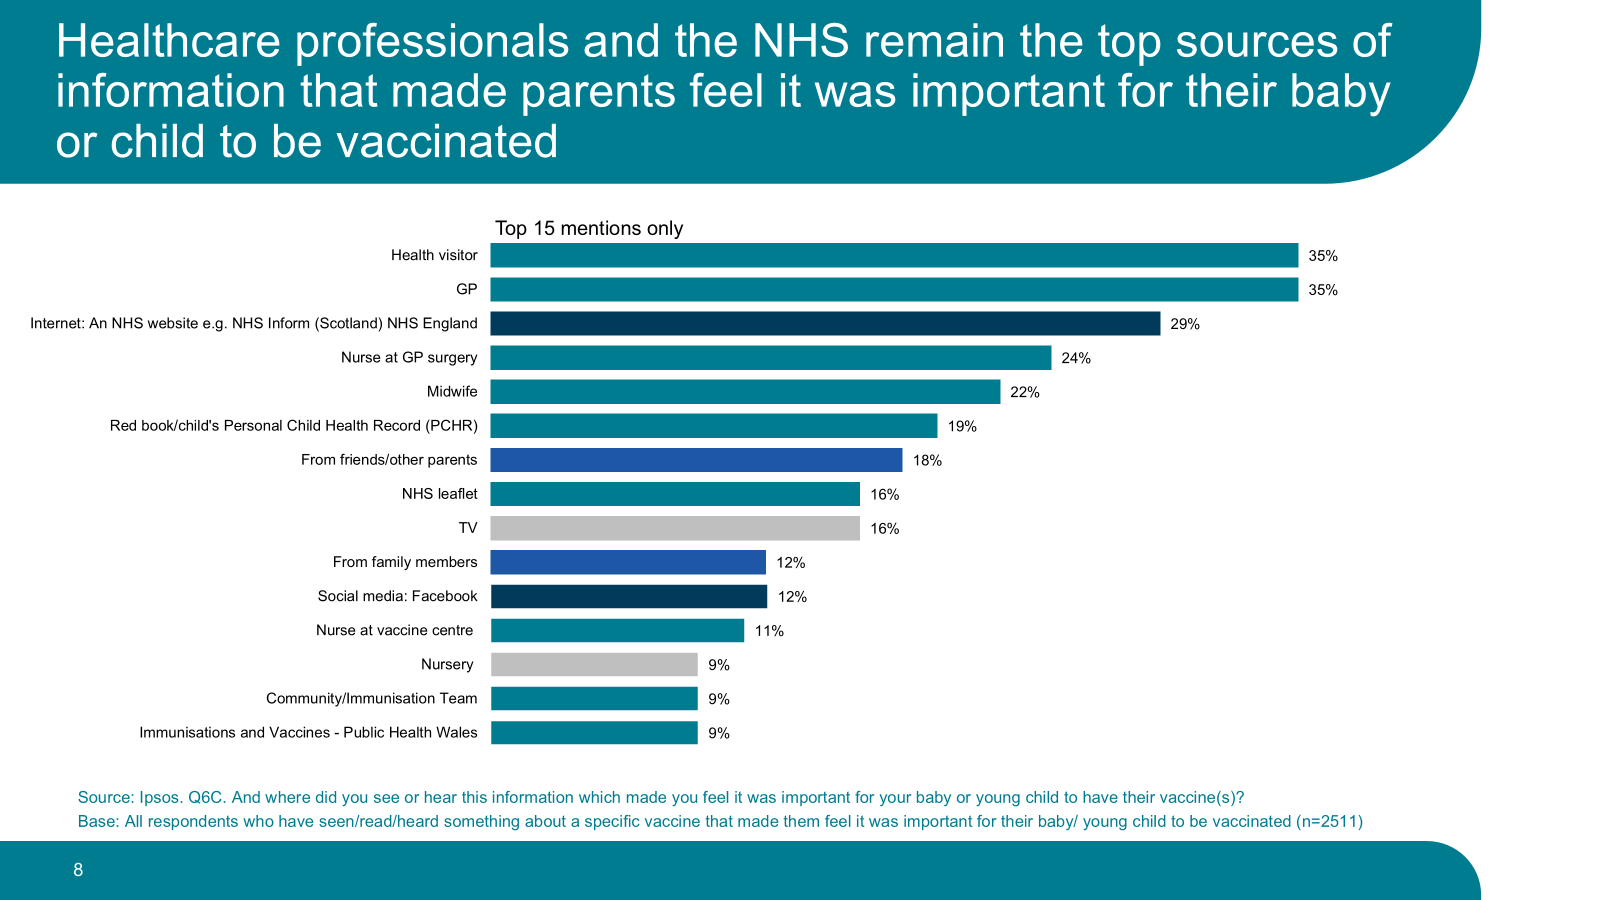 Healthcare professionals and the NHS remain the top sources of
information that made parents feel it was important for their baby
or child to be vaccinated
Top 15 mentions only
Health visitor 35%
GP 35%
Internet: An NHS website e.g. NHS Inform (Scotland) NHS England 29%
Nurse at GP surgery 24%
Midwife 22%
Red book/child's Personal Child Health Record (PCHR) 19%
From friends/other parents 18%
NHS leaflet 16%
TV 16%
From family members 12%
Social media: Facebook 12%
Nurse at vaccine centre 11%
Nursery 9%
Community/Immunisation Team 9%
Immunisations and Vaccines - Public Health Wales 9%
Source: Ipsos. Q6C. And where did you see or hear this information which made you feel it was important for your baby or young child to have their vaccine(s)?
Base: All respondents who have seen/read/heard something about a specific vaccine that made them feel it was important for their baby/ young child to be vaccinated (n=2511)
8